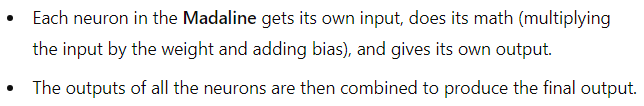 • Each neuron in the Madaline gets its own input, does its math (multiplying
the input by the weight and adding bias), and gives its own output.
• The outputs of all the neurons are then combined to produce the final output.